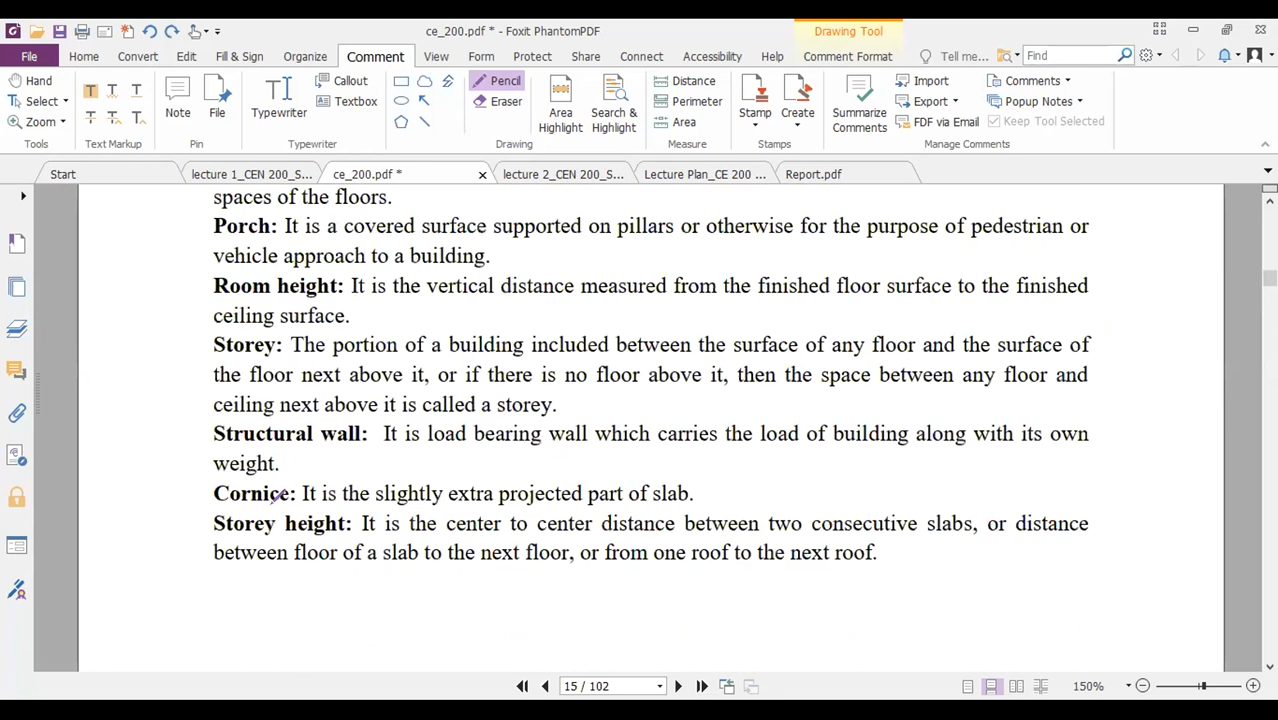 ce_200.pdf * - Foxit PhantomPDF
Drawing Tool
File Home Convert Edit Fill & Sign Organize Comment View Form Protect Share Connect Accessibility Help Comment Format Tell me... Find
Hand
Select
Zoom
Tools
Text Markup
Note
File
Pin
Typewriter
Callout
Textbox
Typewriter
Pencil
Eraser
Area Highlight
Search & Highlight
Drawing
Distance
Perimeter
Area
Measure
Stamp
Create
Stamps
Summarize Comments
Import
Export
FDF via Email
Comments
Popup Notes
Keep Tool Selected
Manage Comments
Start lecture 1_CEN 200_S... ce_200.pdf * lecture 2_CEN 200_S... Lecture Plan_CE 200 ... Report.pdf
spaces of the floors.
Porch: It is a covered surface supported on pillars or otherwise for the purpose of pedestrian or
vehicle approach to a building.
Room height: It is the vertical distance measured from the finished floor surface to the finished
ceiling surface.
Storey: The portion of a building included between the surface of any floor and the surface of
the floor next above it, or if there is no floor above it, then the space between any floor and
ceiling next above it is called a storey.
Structural wall: It is load bearing wall which carries the load of building along with its own
weight.
Cornice: It is the slightly extra projected part of slab.
Storey height: It is the center to center distance between two consecutive slabs, or distance
between floor of a slab to the next floor, or from one roof to the next roof.
15 / 102
150%